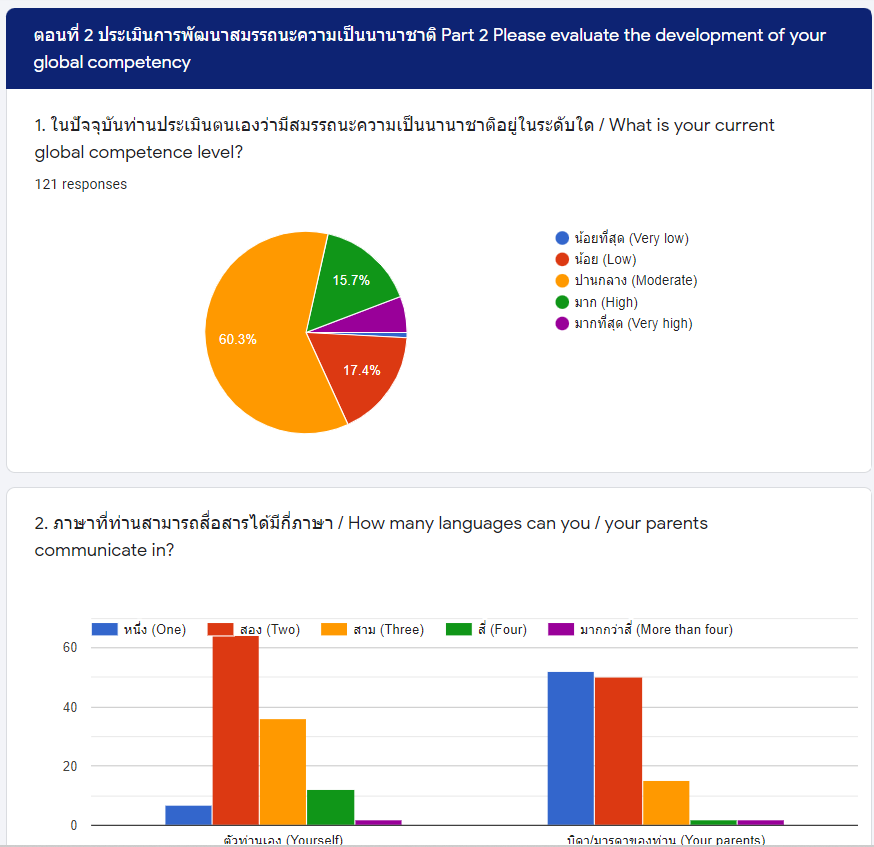 ตอนที่ 2 ประเมินการพัฒนาสมรรถนะความเป็นนานาชาติ Part 2 Please evaluate the development of your
global competency
1. ในปัจจุบันท่านประเมินตนเองว่ามีสมรรถนะความเป็นนานาชาติอยู่ในระดับใด / What is your current
global competence level?
121 responses
15.7%
60.3%
17.4%
น้อยที่สุด (Very low)
น้อย (Low)
ปานกลาง (Moderate)
มาก (High)
มากที่สุด (Very high)
2. ภาษาที่ท่านสามารถสื่อสารได้มีกี่ภาษา / How many languages can you / your parents
communicate in?
หนึ่ง (One) สอง (Two) สาม (Three) สี่ (Four) มากกว่าสี่ (More than four)
60
40
20
0
ตัวท่านเอง (Yourself) บิดา/มารดาของท่าน (Your parents)